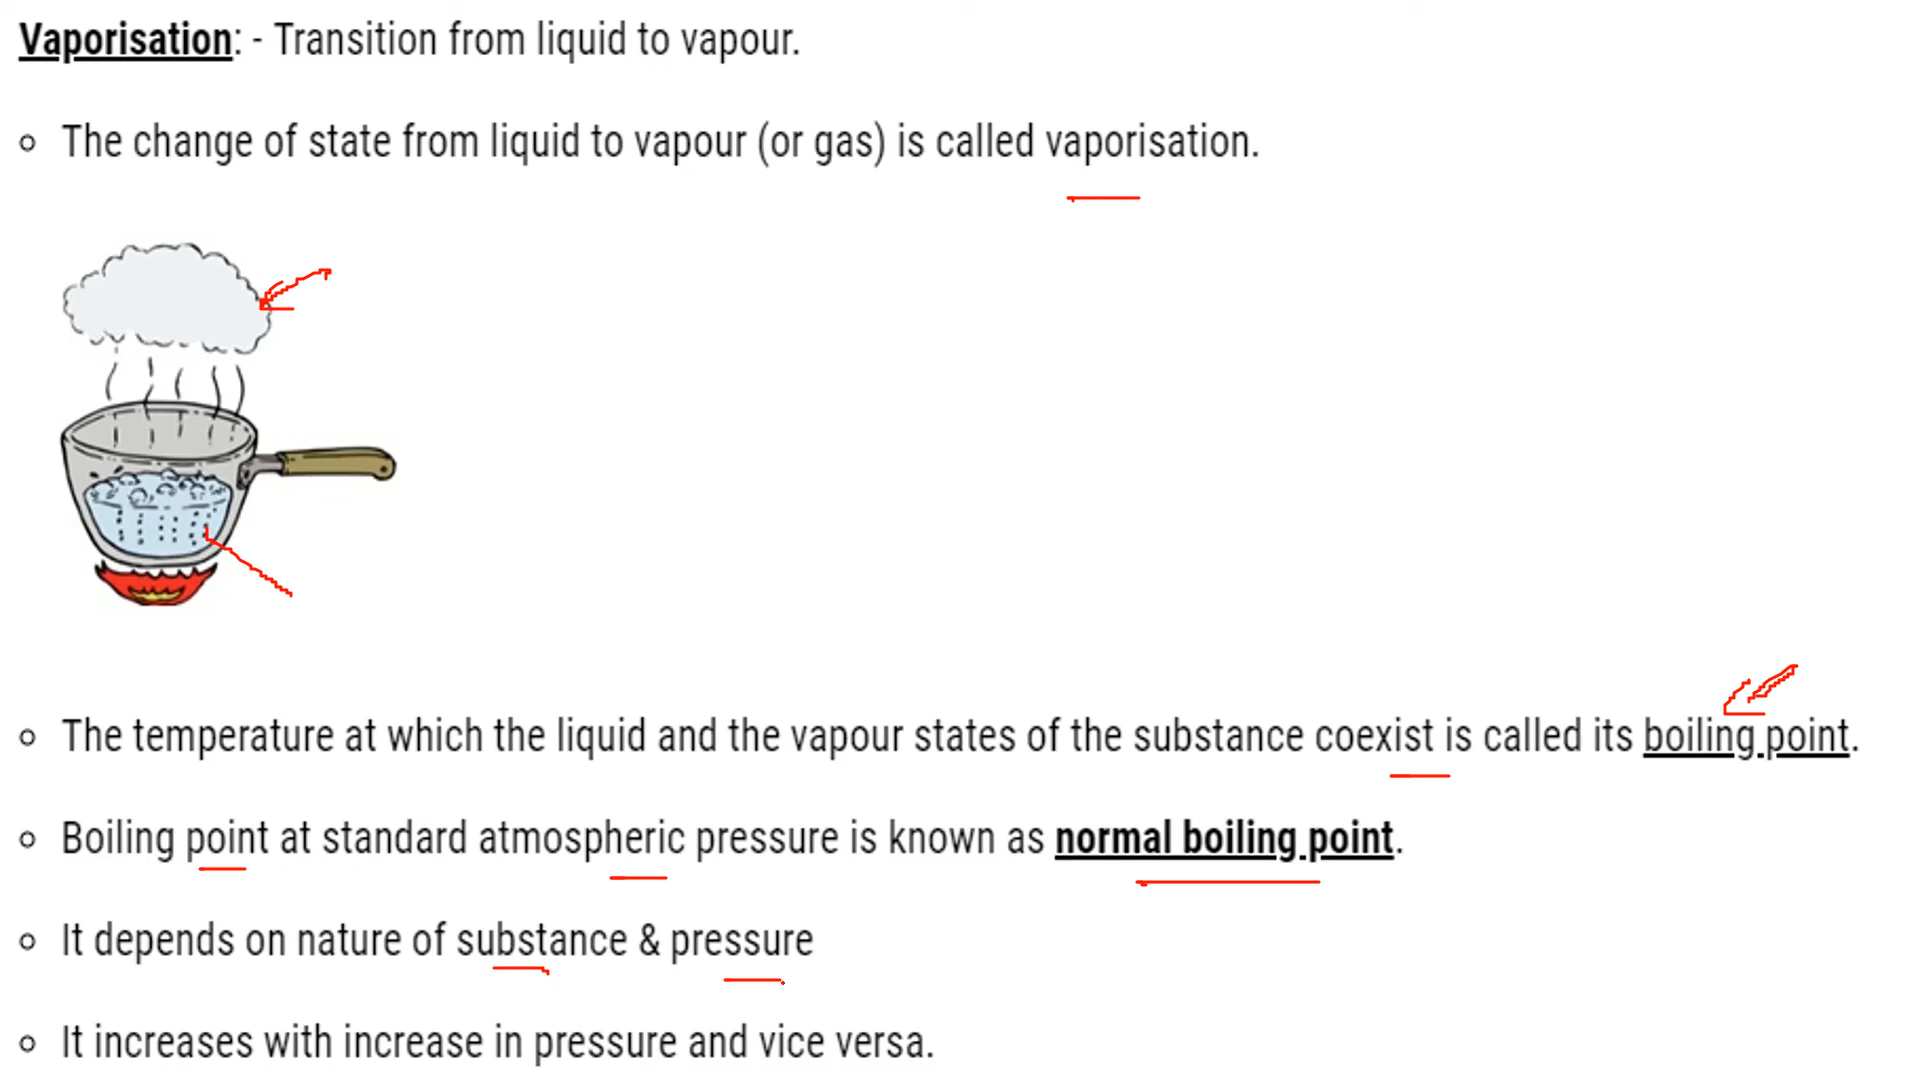 Vaporisation: - Transition from liquid to vapour.
The change of state from liquid to vapour (or gas) is called vaporisation.
The temperature at which the liquid and the vapour states of the substance coexist is called its boiling point.
Boiling point at standard atmospheric pressure is known as normal boiling point.
It depends on nature of substance & pressure
It increases with increase in pressure and vice versa.